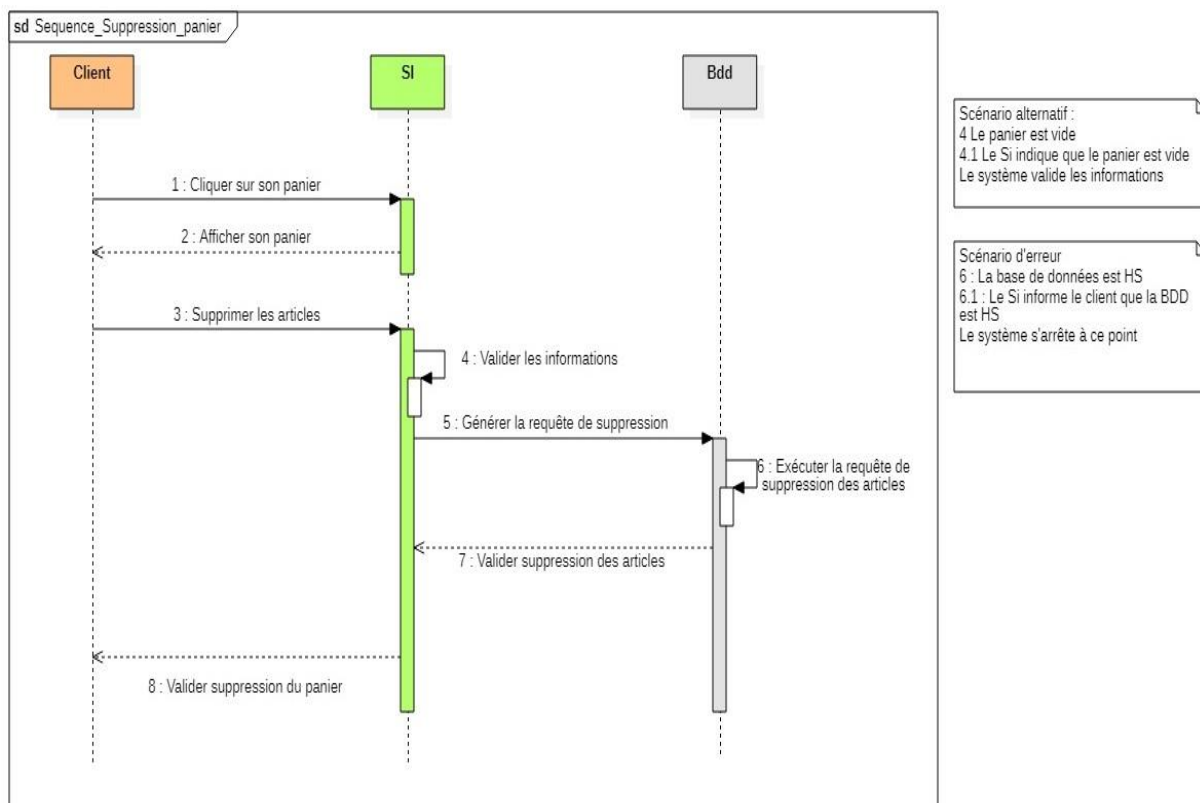 sd Sequence_Suppression_panier
Client
SI
Bdd
1 : Cliquer sur son panier
2 : Afficher son panier
3 : Supprimer les articles
4 : Valider les informations
5 : Générer la requête de suppression
6 : Exécuter la requête de
suppression des articles
7 : Valider suppression des articles
8 : Valider suppression du panier
Scénario alternatif :
4 Le panier est vide
4.1 Le Si indique que le panier est vide
Le système valide les informations
Scénario d'erreur
6 : La base de données est HS
6.1 : Le Si informe le client que la BDD
est HS
Le système s'arrête à ce point